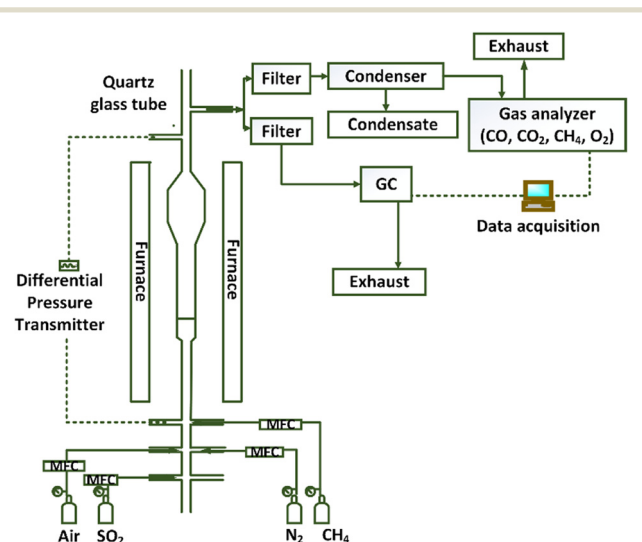 Exhaust
Quartz
glass tube
Filter
Condenser
Gas analyzer
(CO, CO₂, CH₄, O₂)
Filter
Condensate
GC
Data acquisition
Furnace
Furnace
Differential
Pressure
Transmitter
Exhaust
MFC
MFC
MFC
MFC
Air
SO₂
N₂
CH₄